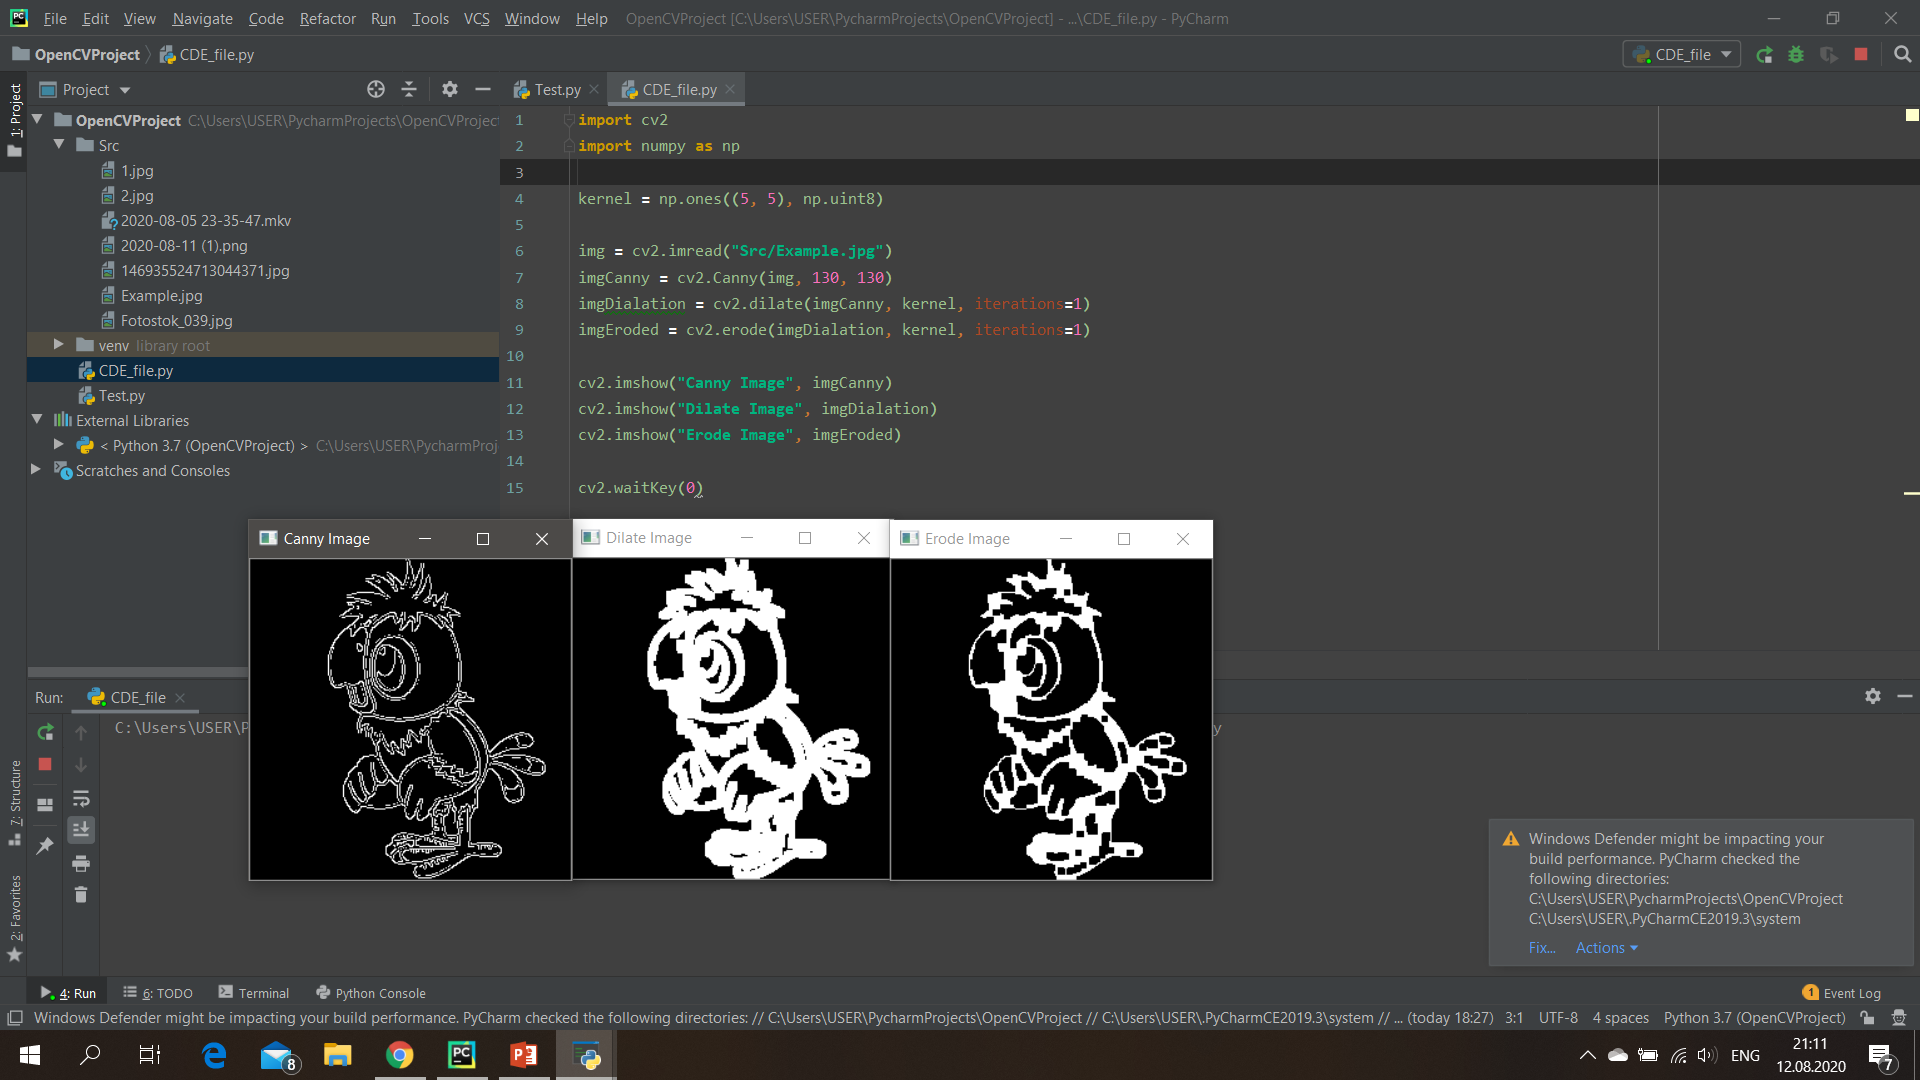 File Edit View Navigate Code Refactor Run Tools VCS Window Help OpenCVProject [C:\Users\USER\PycharmProjects\OpenCVProject] - ...\CDE_file.py - PyCharm
OpenCVProject CDE_file.py
CDE_file
Project
Test.py
CDE_file.py
1: Project
OpenCVProject C:\Users\USER\PycharmProjects\OpenCVProjec
Src
1.jpg
2.jpg
2020-08-05 23-35-47.mkv
2020-08-11 (1).png
146935524713044371.jpg
Example.jpg
Fotostok_039.jpg
venv library root
CDE_file.py
Test.py
External Libraries
< Python 3.7 (OpenCVProject) > C:\Users\USER\PycharmProj
Scratches and Consoles
1 import cv2
2 import numpy as np
3
4 kernel = np.ones((5, 5), np.uint8)
5
6 img = cv2.imread("Src/Example.jpg")
7 imgCanny = cv2.Canny(img, 130, 130)
8 imgDialation = cv2.dilate(imgCanny, kernel, iterations=1)
9 imgEroded = cv2.erode(imgDialation, kernel, iterations=1)
10
11 cv2.imshow("Canny Image", imgCanny)
12 cv2.imshow("Dilate Image", imgDialation)
13 cv2.imshow("Erode Image", imgEroded)
14
15 cv2.waitKey(0)
Canny Image
Dilate Image
Erode Image
Run: CDE_file
C:\Users\USER\P
y
7: Structure
2: Favorites
Windows Defender might be impacting your
build performance. PyCharm checked the
following directories:
C:\Users\USER\PycharmProjects\OpenCVProject
C:\Users\USER\.PyCharmCE2019.3\system
Fix... Actions
4: Run 6: TODO Terminal Python Console
1 Event Log
Windows Defender might be impacting your build performance. PyCharm checked the following directories: // C:\Users\USER\PycharmProjects\OpenCVProject // C:\Users\USER\.PyCharmCE2019.3\system // ... (today 18:27) 3:1 UTF-8 4 spaces Python 3.7 (OpenCVProject)
8
ENG
21:11
12.08.2020
7